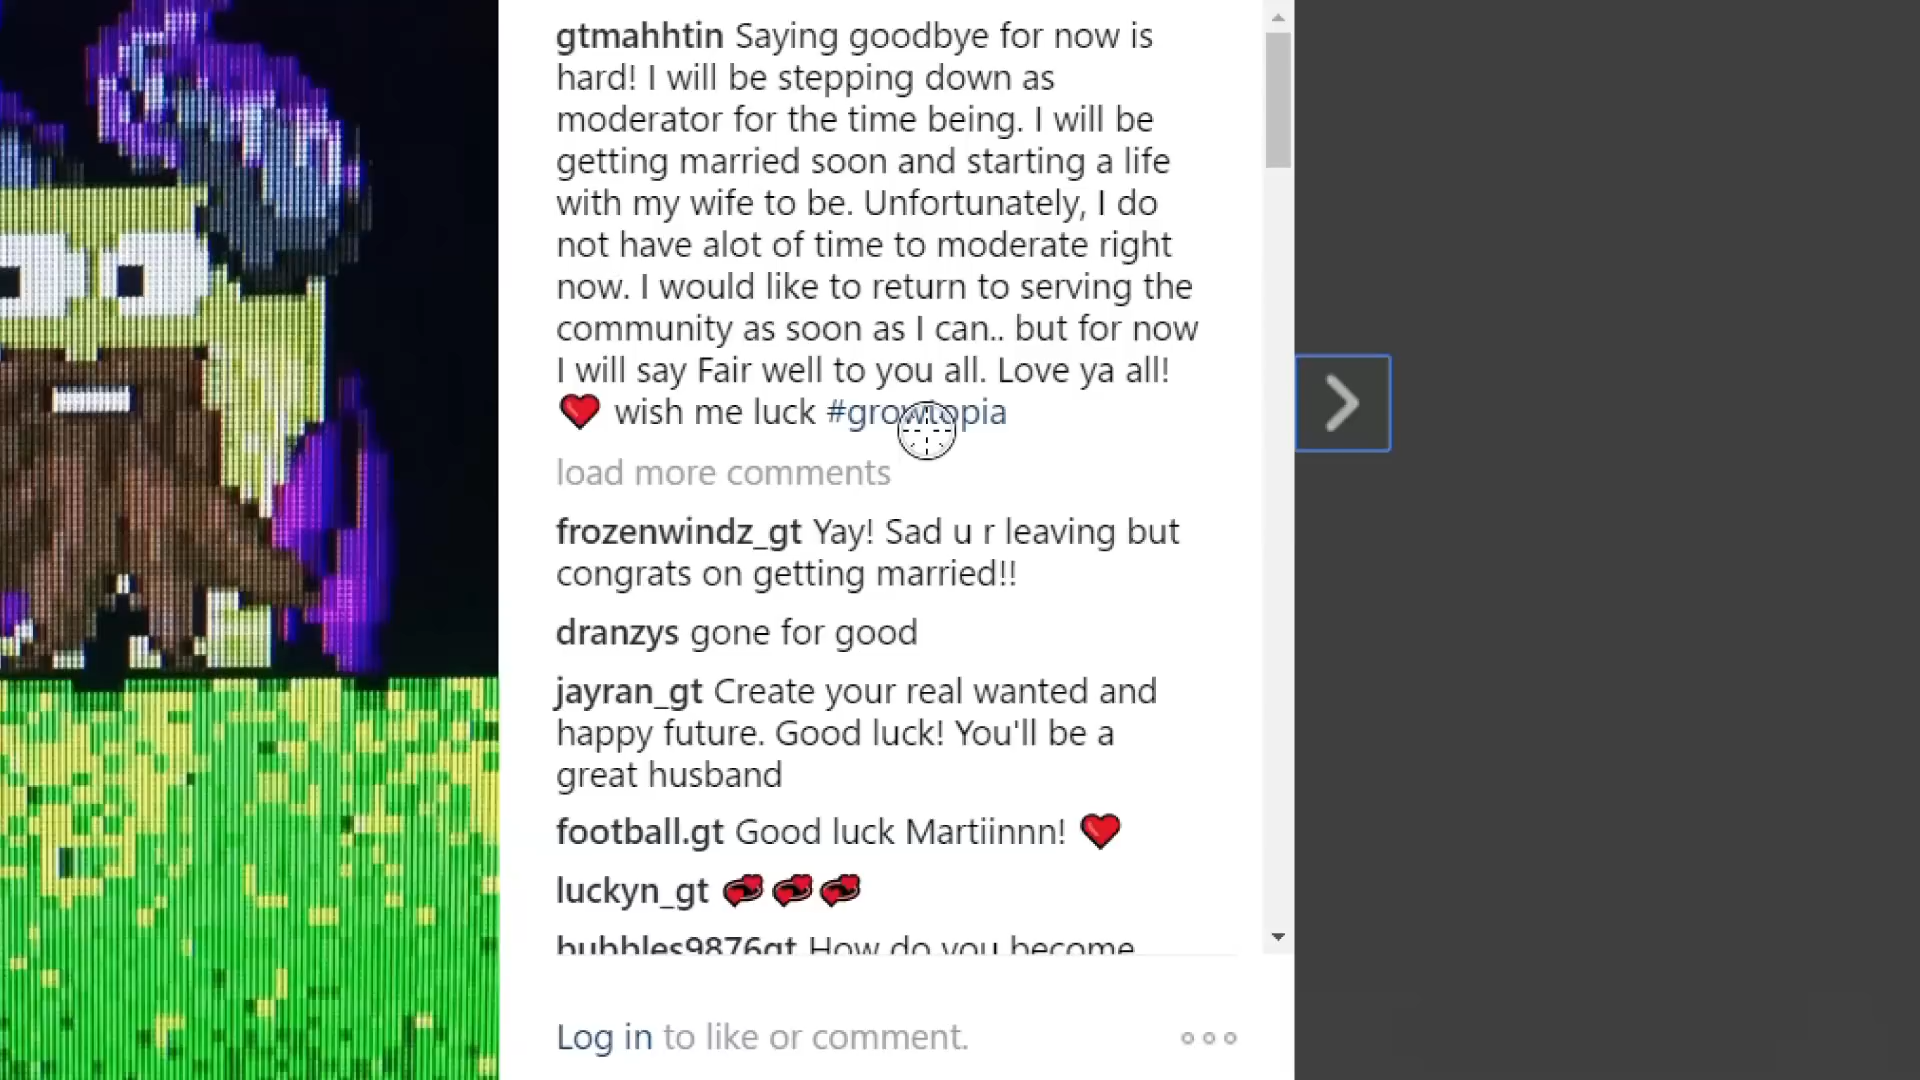 gtmahhtin Saying goodbye for now is
hard! I will be stepping down as
moderator for the time being. I will be
getting married soon and starting a life
with my wife to be. Unfortunately, I do
not have alot of time to moderate right
now. I would like to return to serving the
community as soon as I can.. but for now
I will say Fair well to you all. Love ya all!
❤ wish me luck #growtopia
load more comments
frozenwindz_gt Yay! Sad u r leaving but
congrats on getting married!!
dranzys gone for good
jayran_gt Create your real wanted and
happy future. Good luck! You'll be a
great husband
football.gt Good luck Martiinnn! ❤
luckyn_gt 💞💞💞
bubbles9876gt How do you become
Log in to like or comment.